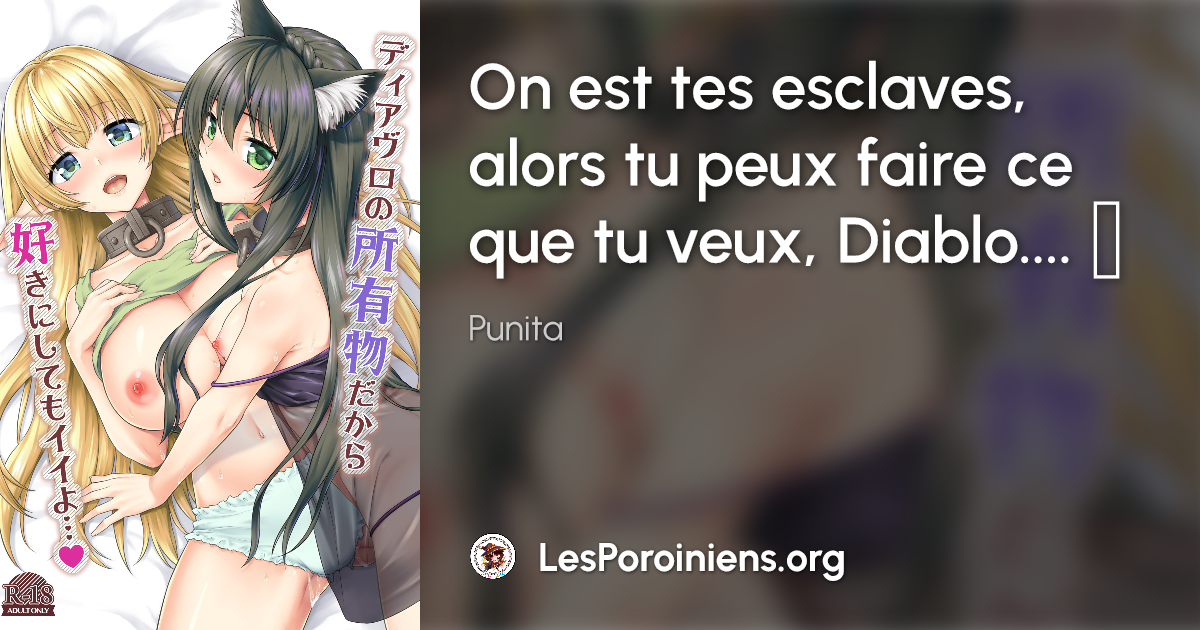 ディアヴロの所有物だから
好きにしてもイイよ…♥
R-18
ADULT ONLY
On est tes esclaves,
alors tu peux faire ce
que tu veux, Diablo....
Punita
LesPoroiniens.org